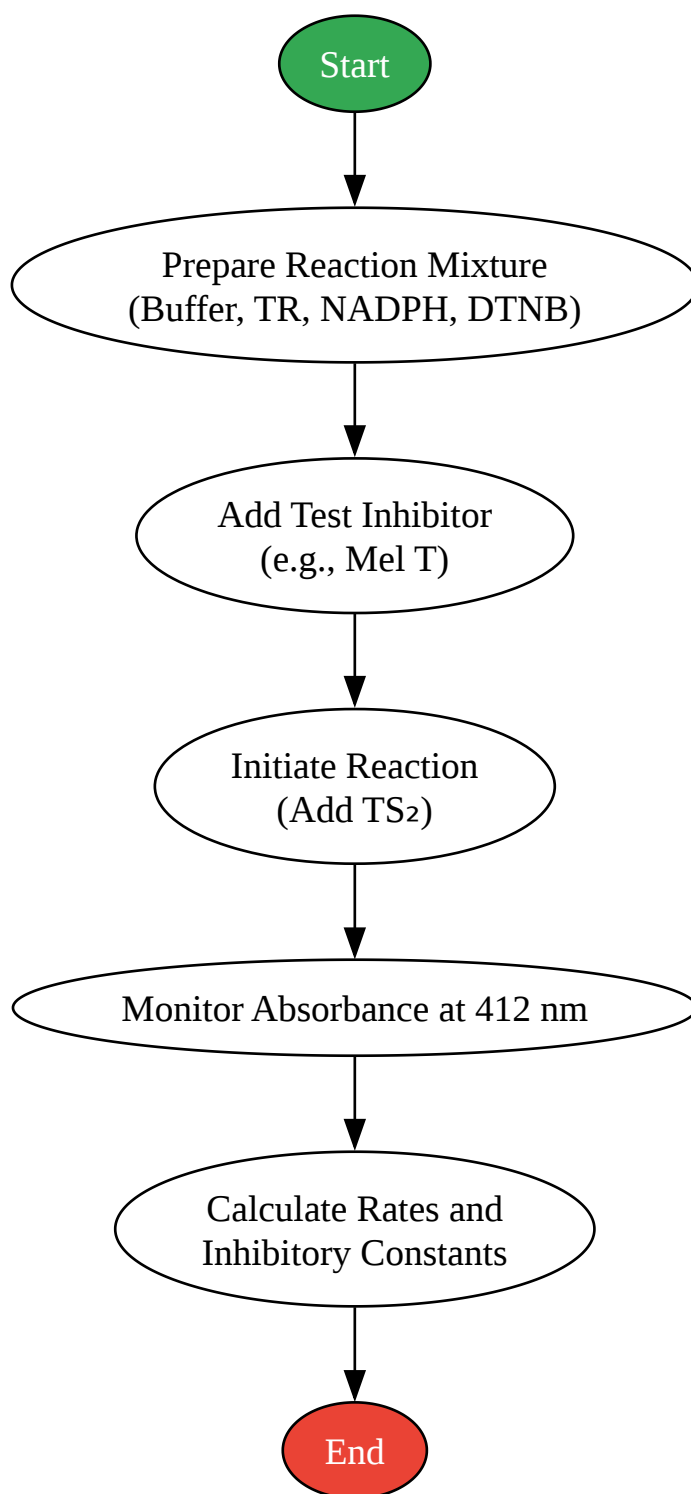 Start
Prepare Reaction Mixture
(Buffer, TR, NADPH, DTNB)
Add Test Inhibitor
(e.g., Mel T)
Initiate Reaction
(Add TS₂)
Monitor Absorbance at 412 nm
Calculate Rates and
Inhibitory Constants
End